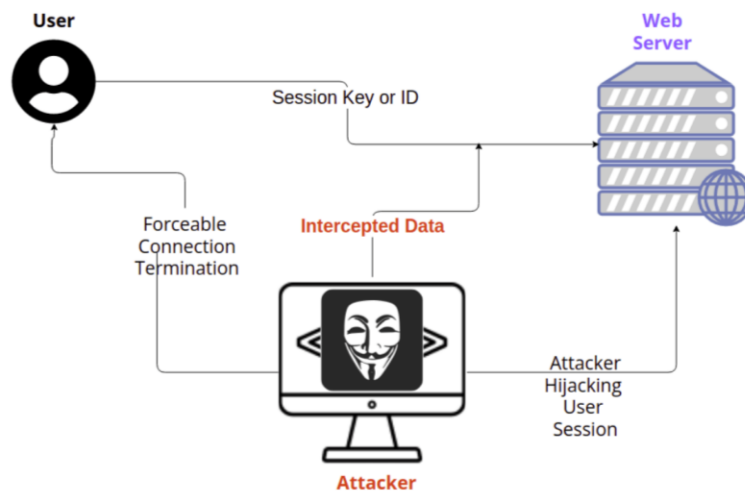 User
Web
Server
Session Key or ID
Forceable
Connection
Termination
Intercepted Data
Attacker
Hijacking
User
Session
Attacker